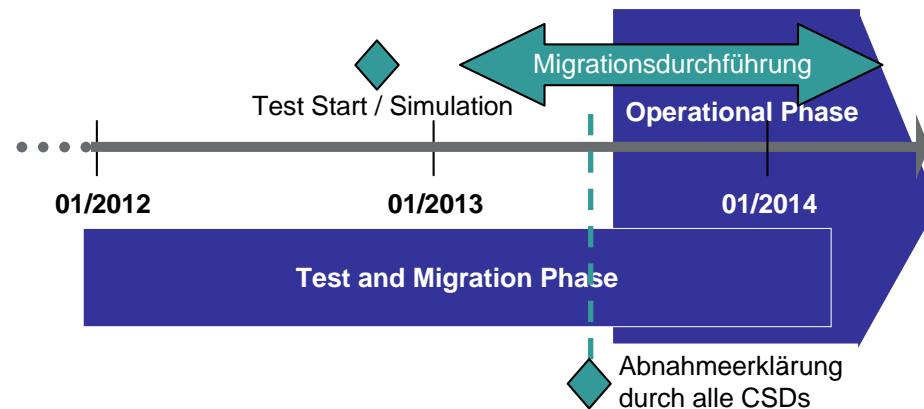 Migrationsdurchführung
Test Start / Simulation
Operational Phase
01/2012
01/2013
01/2014
Test and Migration Phase
Abnahmeerklärung
durch alle CSDs